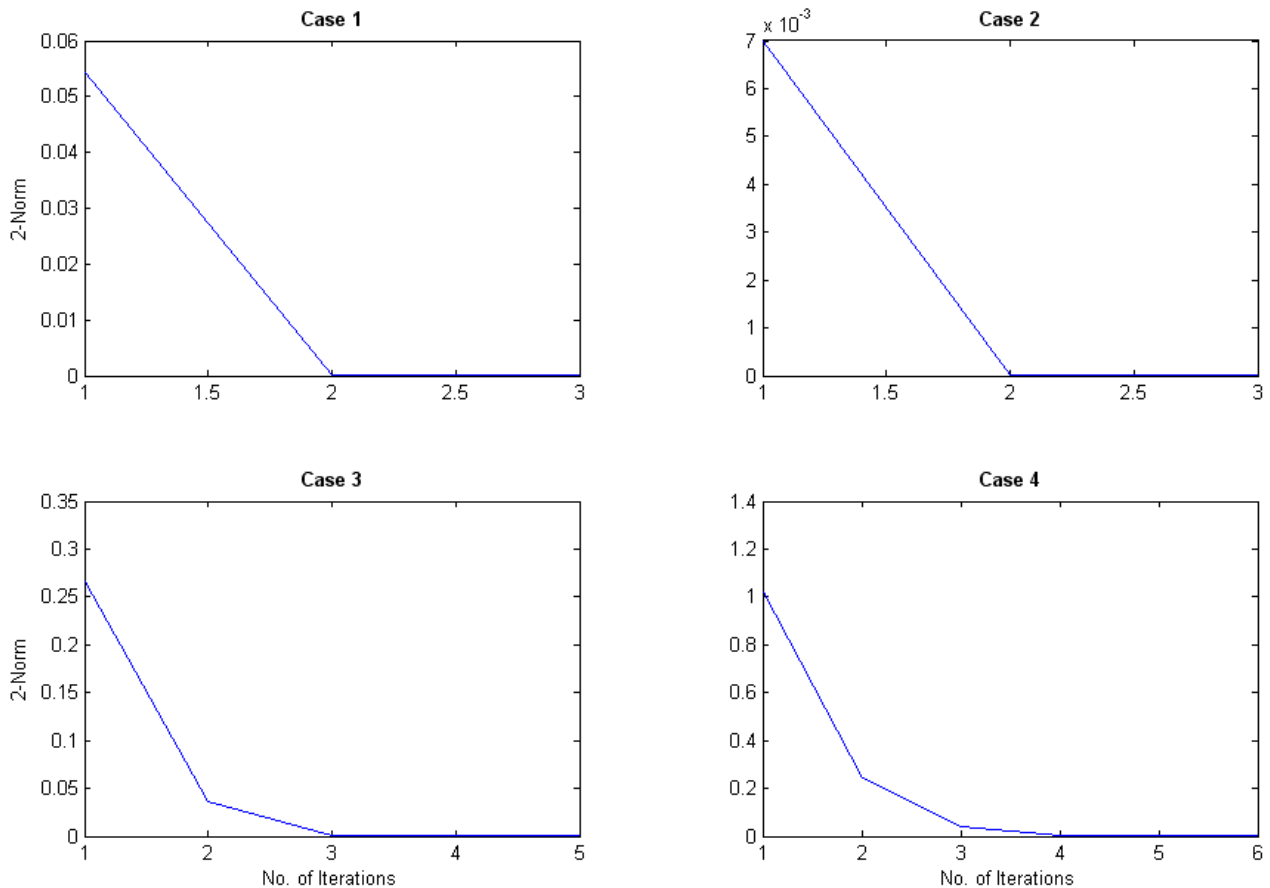 Case 1
0.06
0.05
0.04
0.03
0.02
0.01
0
2-Norm
1 1.5 2 2.5 3
Case 2
x 10-3
7
6
5
4
3
2
1
0
1 1.5 2 2.5 3
Case 3
0.35
0.3
0.25
0.2
0.15
0.1
0.05
0
2-Norm
1 2 3 4 5
No. of Iterations
Case 4
1.4
1.2
1
0.8
0.6
0.4
0.2
0
1 2 3 4 5 6
No. of Iterations